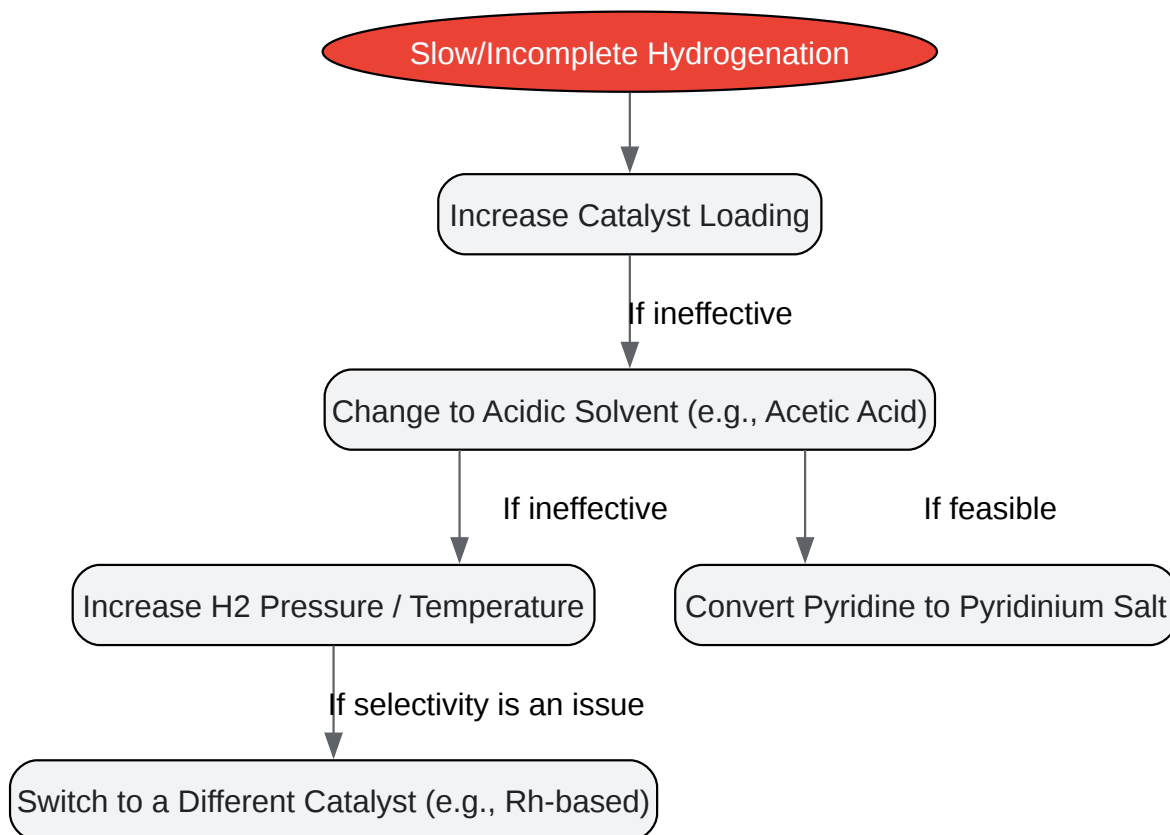 Slow/Incomplete Hydrogenation
Increase Catalyst Loading
If ineffective
Change to Acidic Solvent (e.g., Acetic Acid)
If ineffective
If feasible
Increase H2 Pressure / Temperature
Convert Pyridine to Pyridinium Salt
If selectivity is an issue
Switch to a Different Catalyst (e.g., Rh-based)